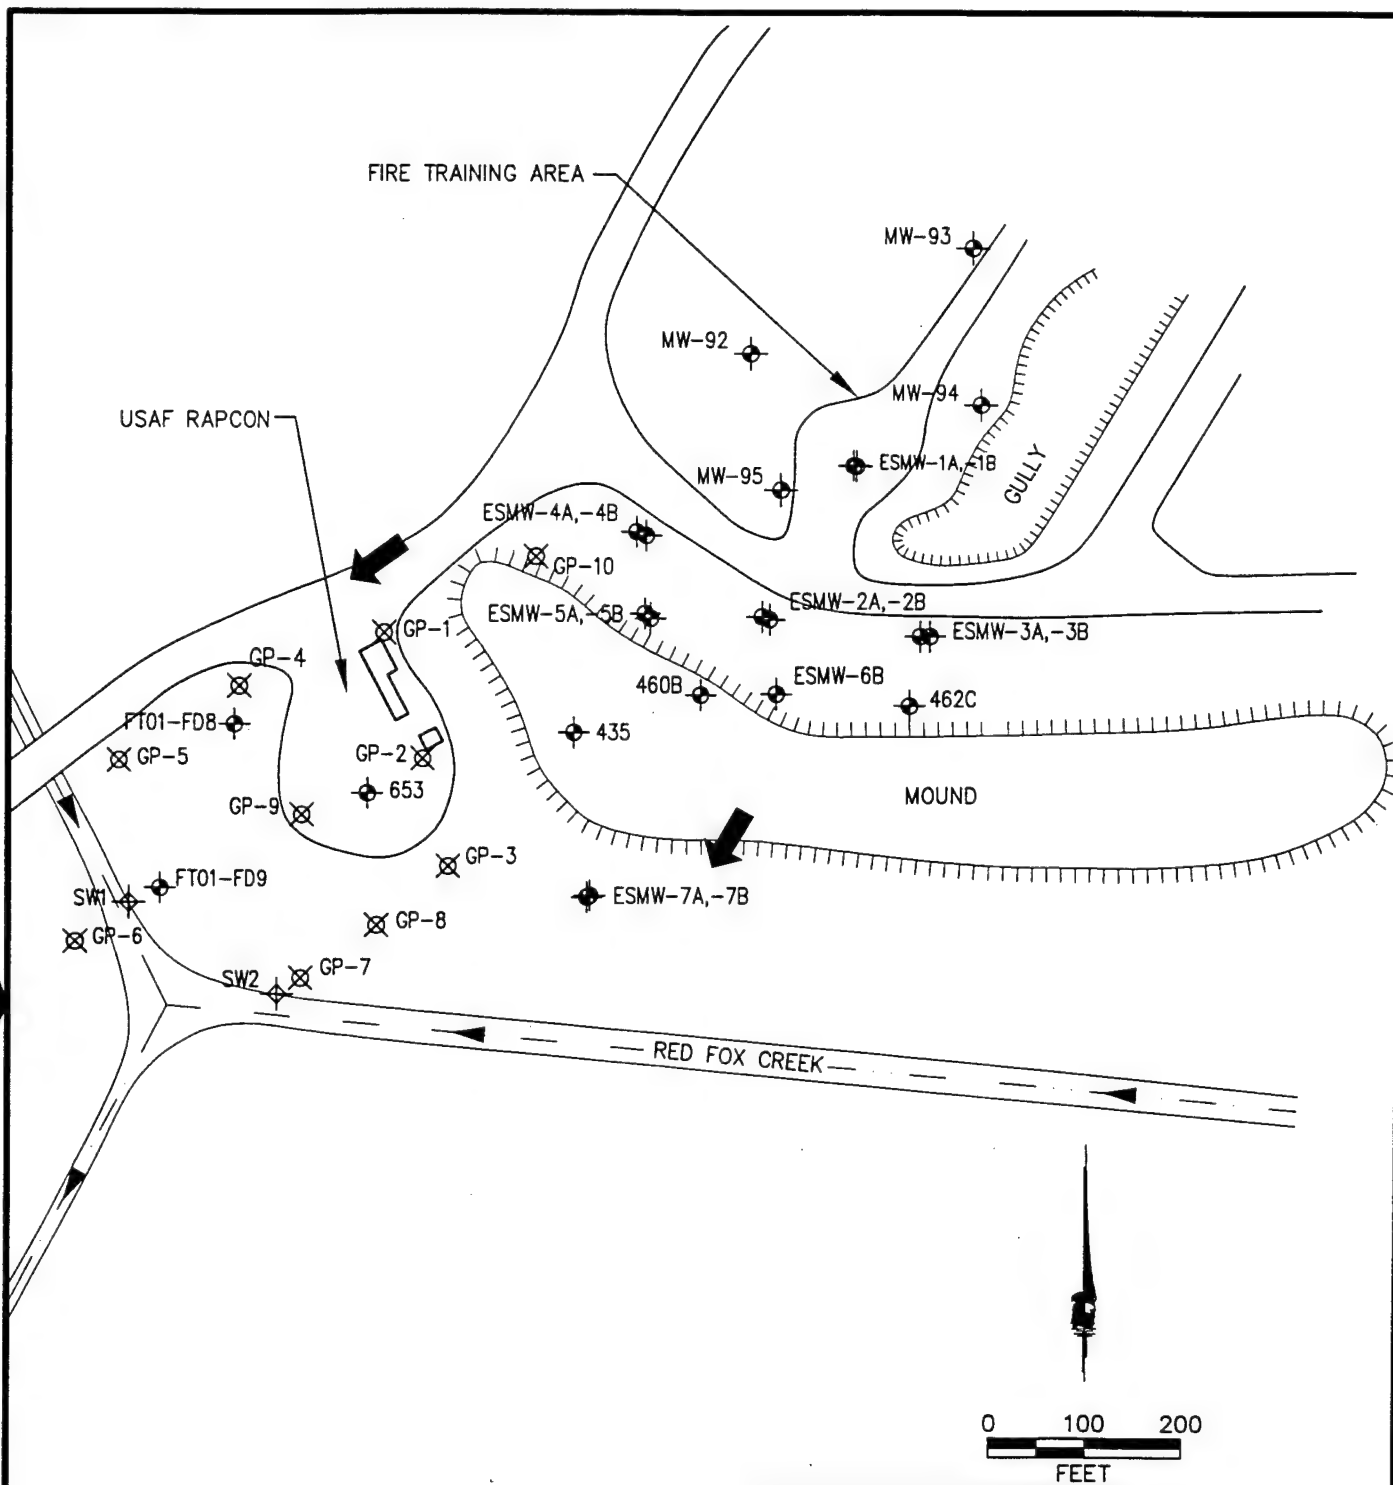 FIRE TRAINING AREA
MW-93
MW-92
MW-94
USAF RAPCON
ESMW-1A,-1B
GULLY
MW-95
ESMW-4A,-4B
GP-10
ESMW-5A,-5B
ESMW-2A,-2B
ESMW-3A,-3B
GP-1
GP-4
460B
ESMW-6B
462C
FT01-FD8
435
GP-5
GP-2
653
MOUND
GP-9
GP-3
FT01-FD9
SW1
ESMW-7A,-7B
GP-8
GP-6
GP-7
SW2
RED FOX CREEK
0 100 200
FEET